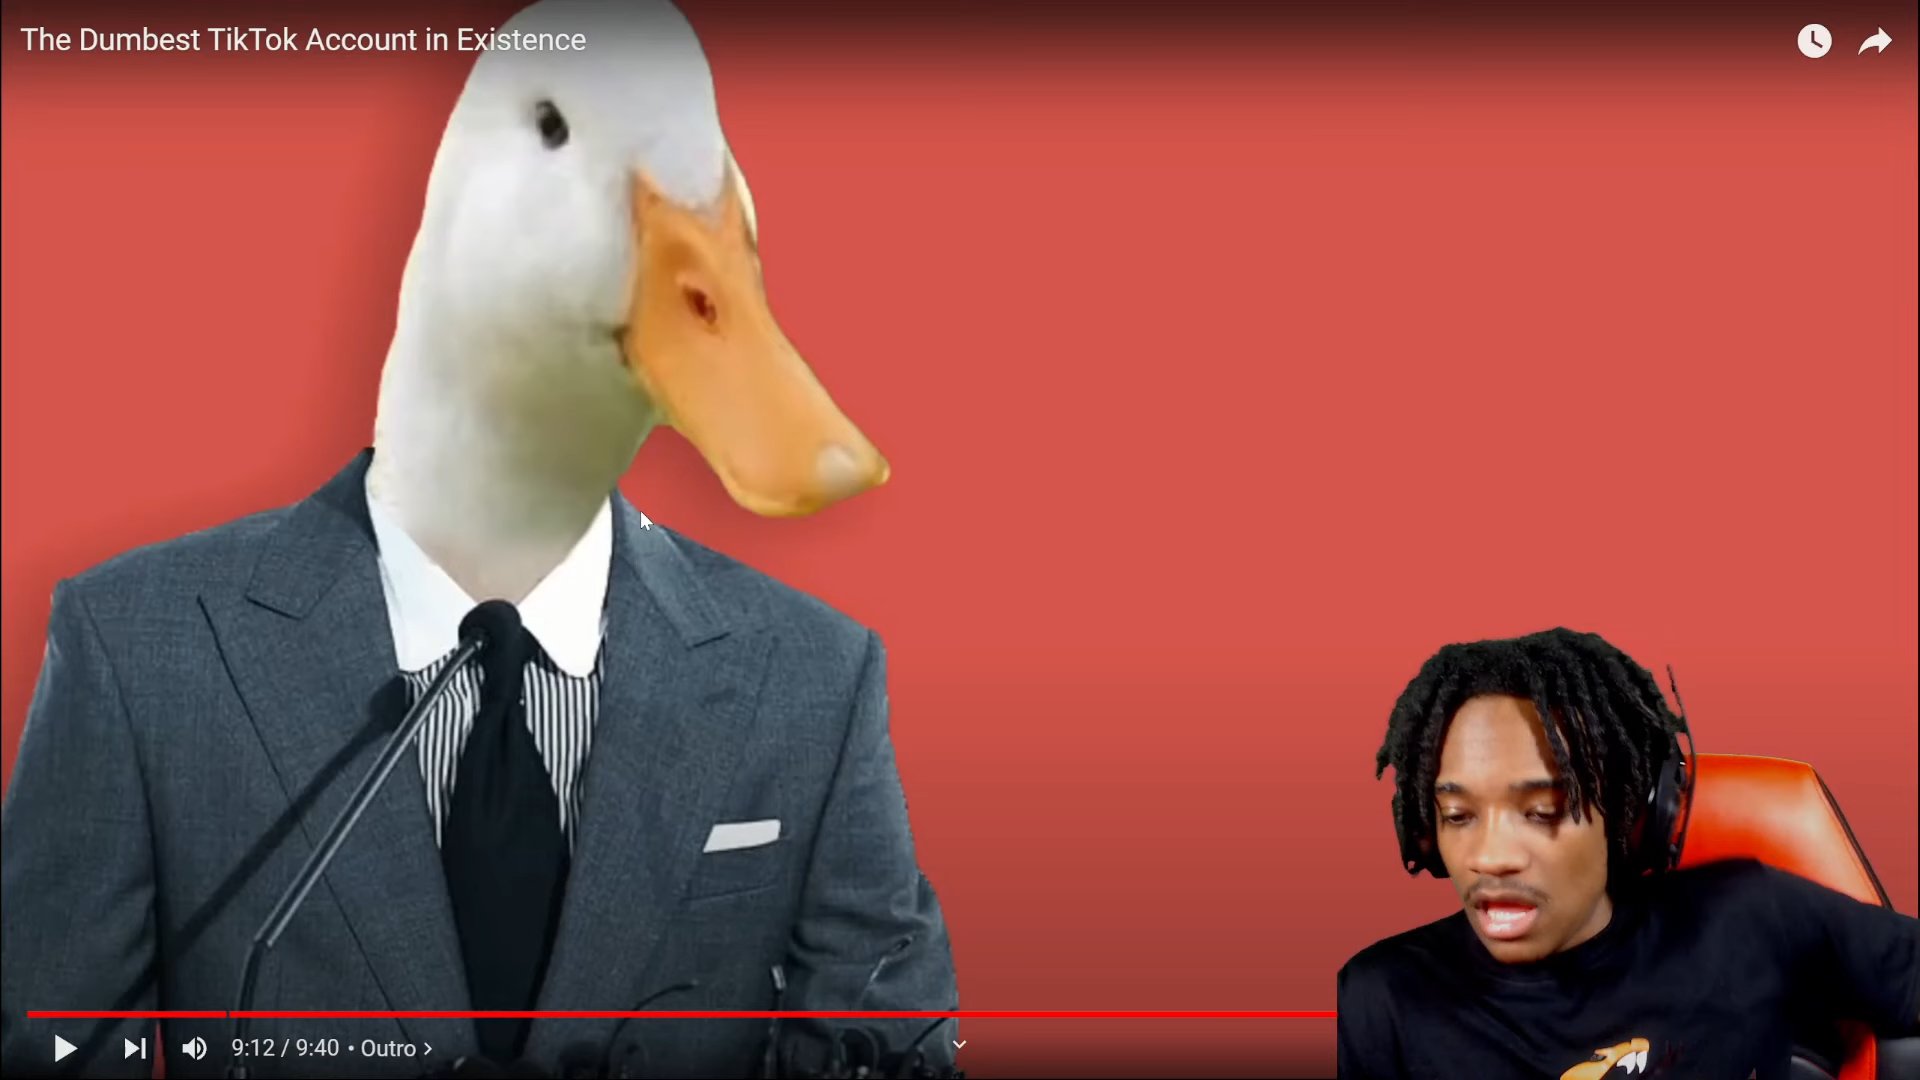 The Dumbest TikTok Account in Existence
9:12 / 9:40 • Outro >